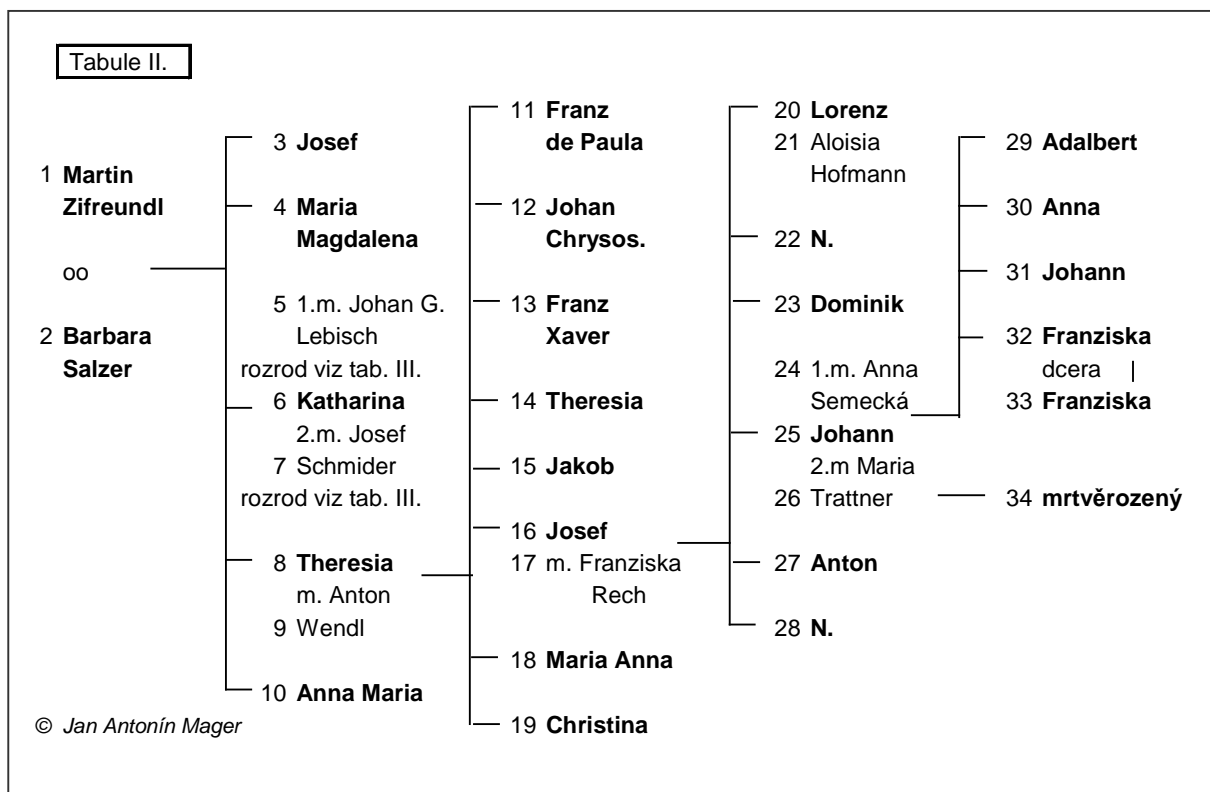 Tabule II.
1 Martin
Zifreundl
oo
2 Barbara
Salzer
3 Josef
4 Maria
Magdalena
5 1.m. Johan G.
Lebisch
rozrod viz tab. III.
6 Katharina
2.m. Josef
7 Schmider
rozrod viz tab. III.
8 Theresia
m. Anton
9 Wendl
10 Anna Maria
11 Franz
de Paula
12 Johan
Chrysos.
13 Franz
Xaver
14 Theresia
15 Jakob
16 Josef
17 m. Franziska
Rech
18 Maria Anna
19 Christina
20 Lorenz
21 Aloisia
Hofmann
22 N.
23 Dominik
24 1.m. Anna
Semecká
25 Johann
2.m Maria
26 Trattner
27 Anton
28 N.
29 Adalbert
30 Anna
31 Johann
32 Franziska
dcera
33 Franziska
34 mrtvěrozený
© Jan Antonín Mager